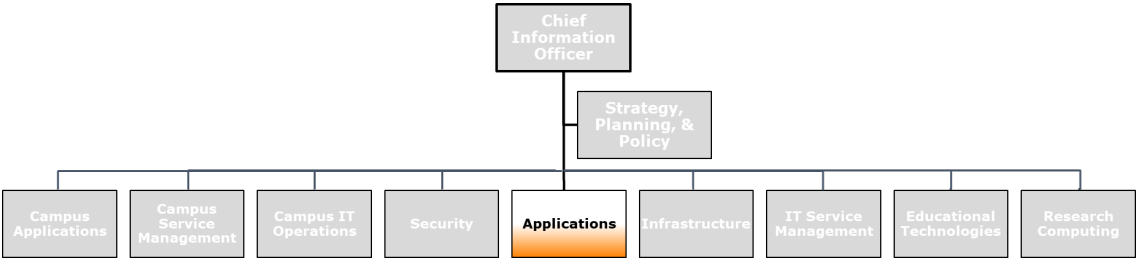 Chief
Information
Officer
Strategy,
Planning, &
Policy
Campus
Applications
Campus
Service
Management
Campus IT
Operations
Security
Applications
Infrastructure
IT Service
Management
Educational
Technologies
Research
Computing